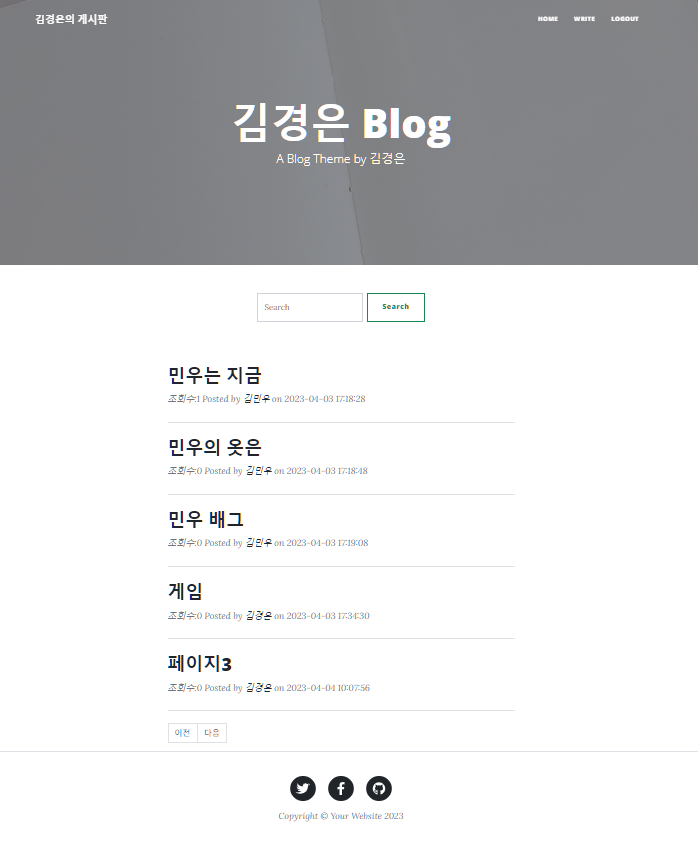 김경은의 게시판
HOME WRITE LOGOUT
김경은 Blog
A Blog Theme by 김경은
Search Search
민우는 지금
조회수:1 Posted by 김민우 on 2023-04-03 17:18:28
민우의 옷은
조회수:0 Posted by 김민우 on 2023-04-03 17:18:48
민우 배그
조회수:0 Posted by 김민우 on 2023-04-03 17:19:08
게임
조회수:0 Posted by 김경은 on 2023-04-03 17:34:30
페이지3
조회수:0 Posted by 김경은 on 2023-04-04 10:07:56
이전 다음
Copyright © Your Website 2023